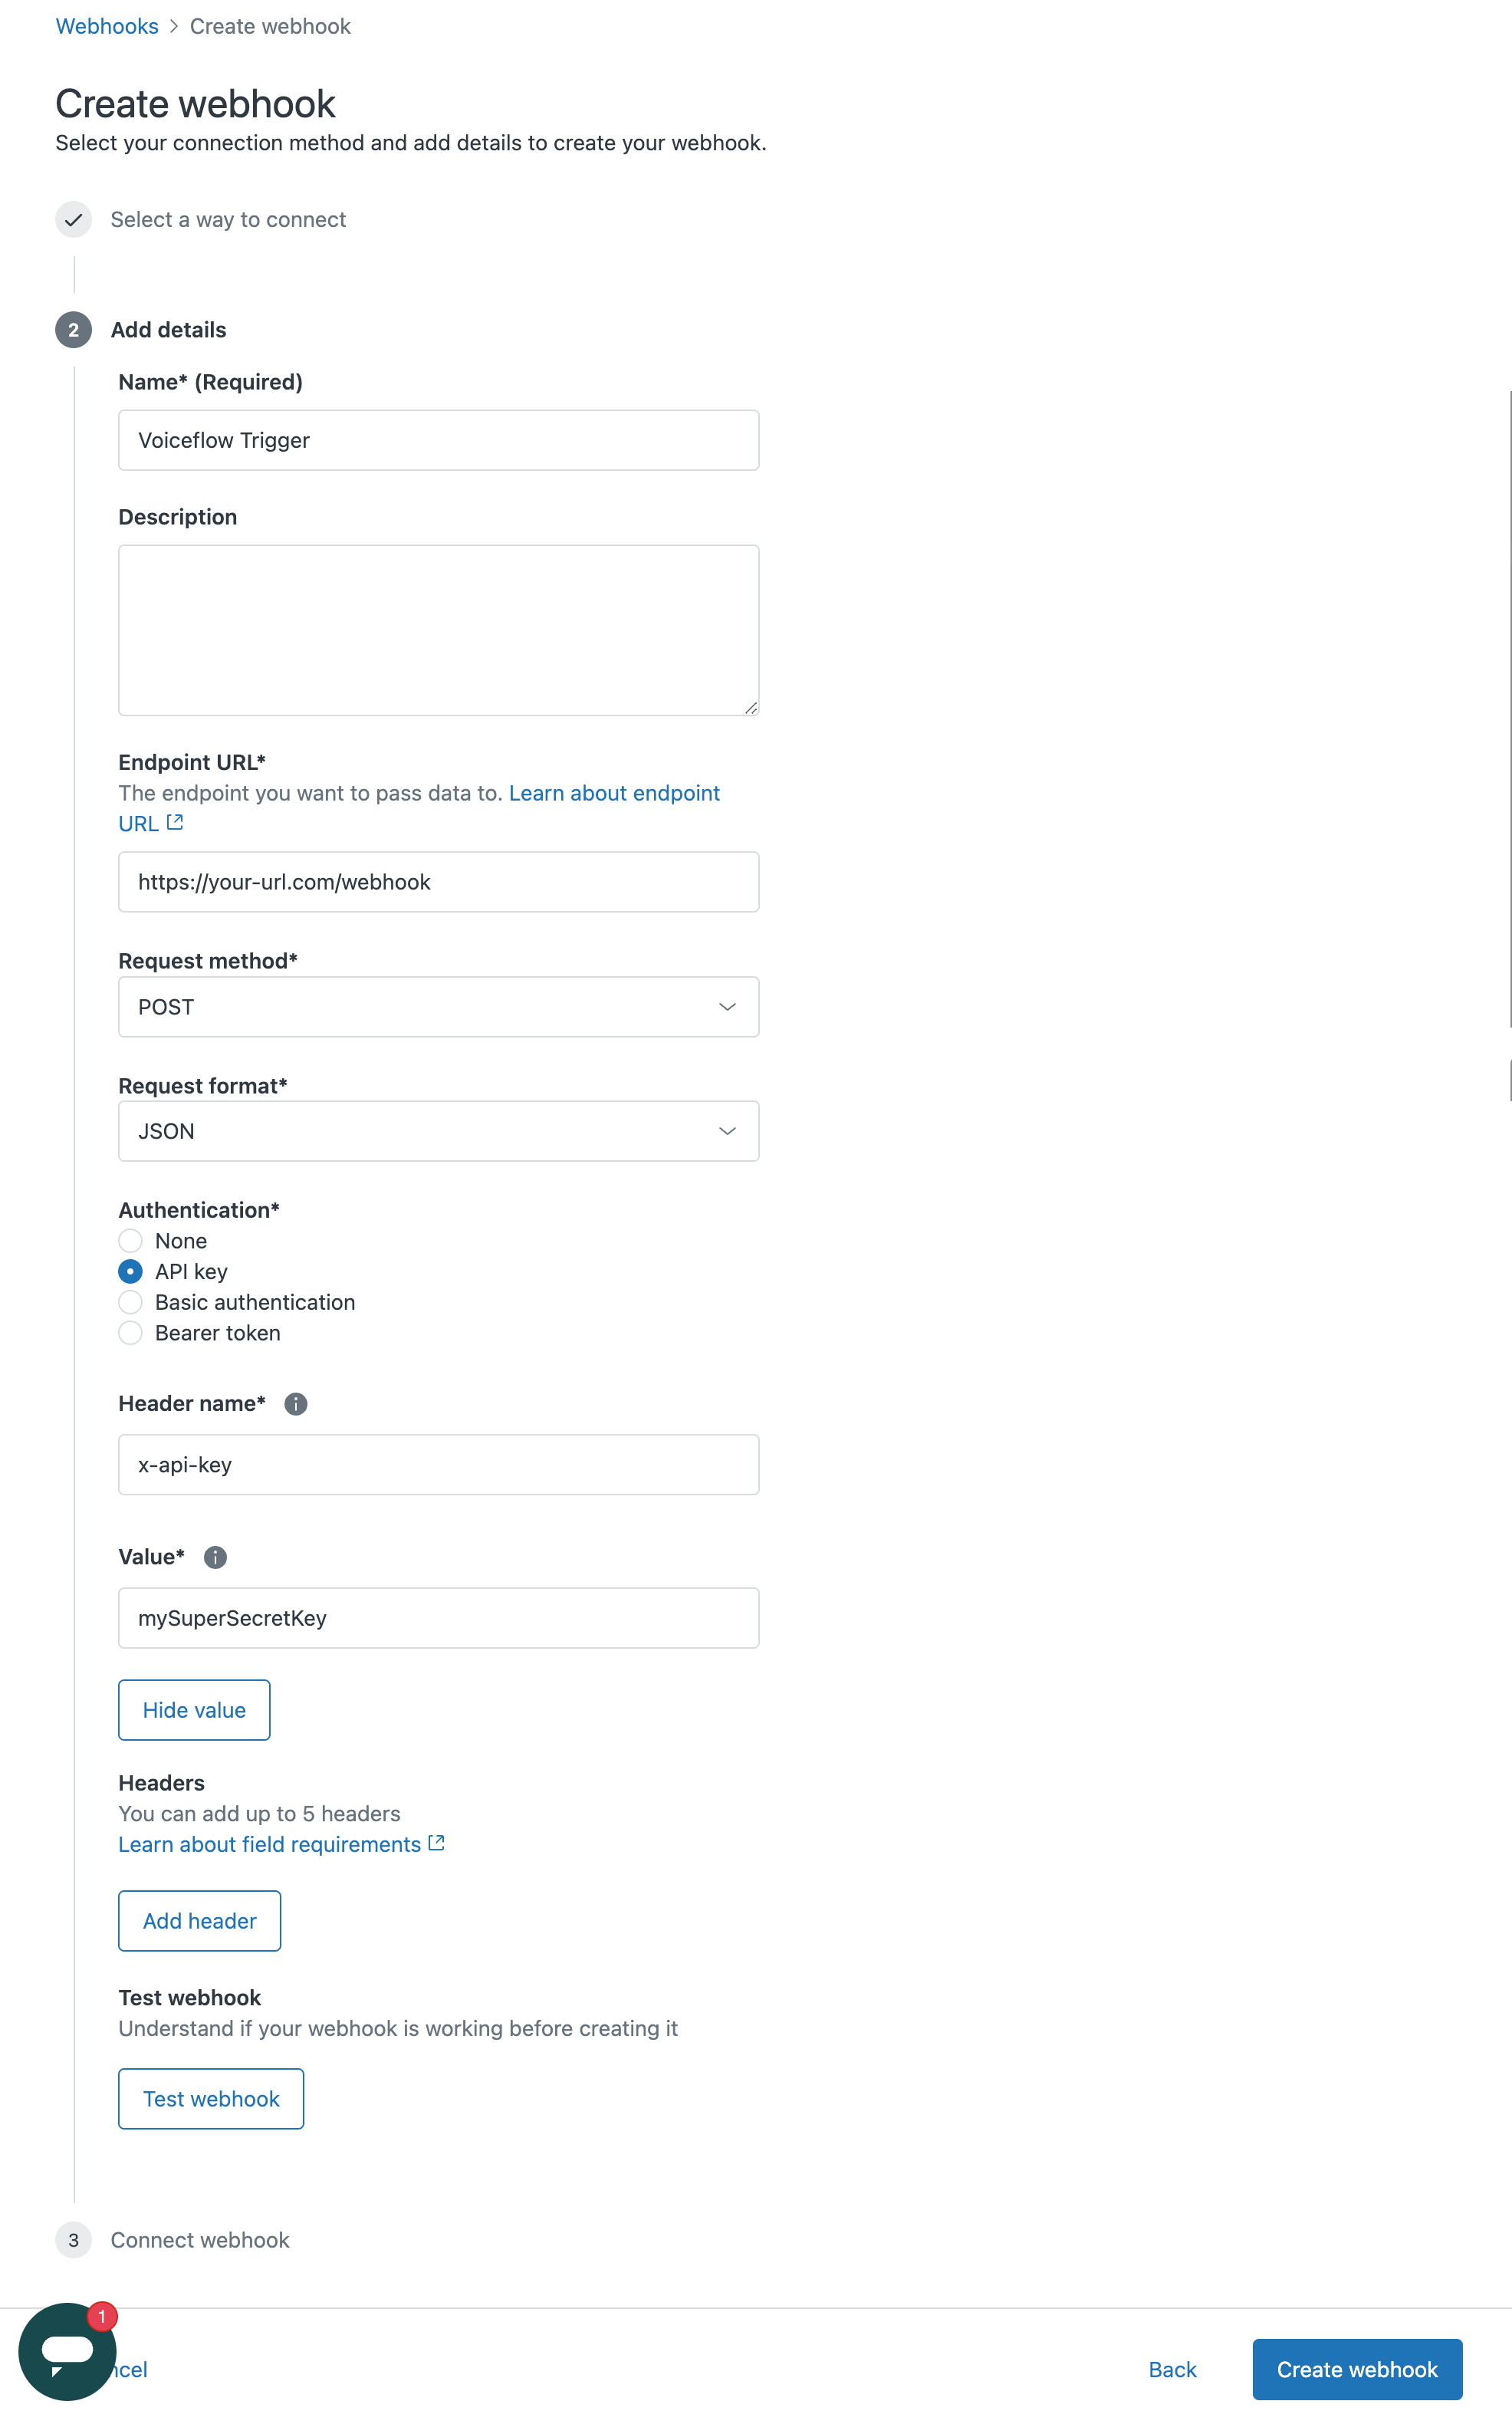 Webhooks > Create webhook
Create webhook
Select your connection method and add details to create your webhook.
Select a way to connect
2 Add details
Name* (Required)
Voiceflow Trigger
Description
Endpoint URL*
The endpoint you want to pass data to. Learn about endpoint
URL
https://your-url.com/webhook
Request method*
POST
Request format*
JSON
Authentication*
None
API key
Basic authentication
Bearer token
Header name*
x-api-key
Value*
mySuperSecretKey
Hide value
Headers
You can add up to 5 headers
Learn about field requirements
Add header
Test webhook
Understand if your webhook is working before creating it
Test webhook
3 Connect webhook
1
ncel Back Create webhook